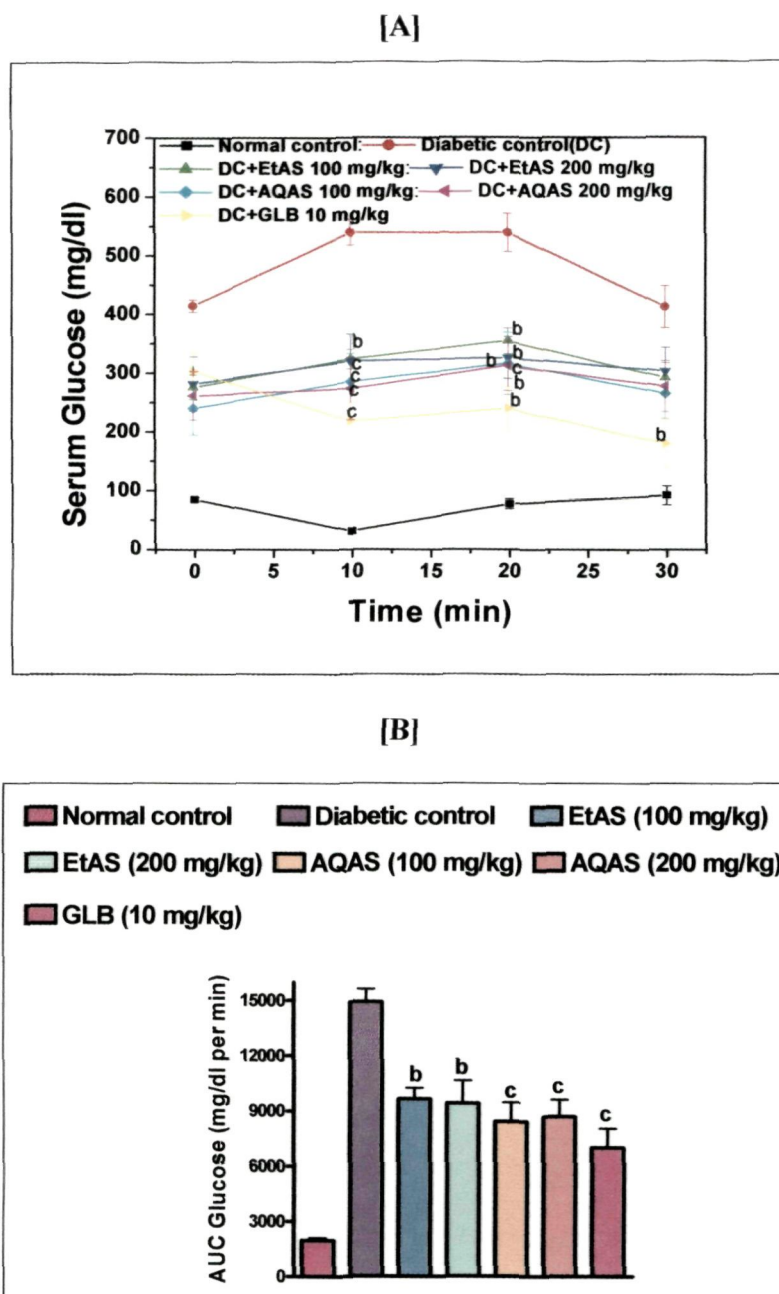 [A]
700
Normal control: Diabetic control(DC)
DC+EtAS 100 mg/kg: DC+EtAS 200 mg/kg
600
DC+AQAS 100 mg/kg: DC+AQAS 200 mg/kg
DC+GLB 10 mg/kg
500
400
300
200
100
0
Serum Glucose (mg/dl)
b
c
c
c
b
b
b
c
b
b
b
0 5 10 15 20 25 30
Time (min)
[B]
Normal control Diabetic control EtAS (100 mg/kg)
EtAS (200 mg/kg) AQAS (100 mg/kg) AQAS (200 mg/kg)
GLB (10 mg/kg)
AUC Glucose (mg/dl per min)
15000
12000
9000
6000
3000
0
b b c c c